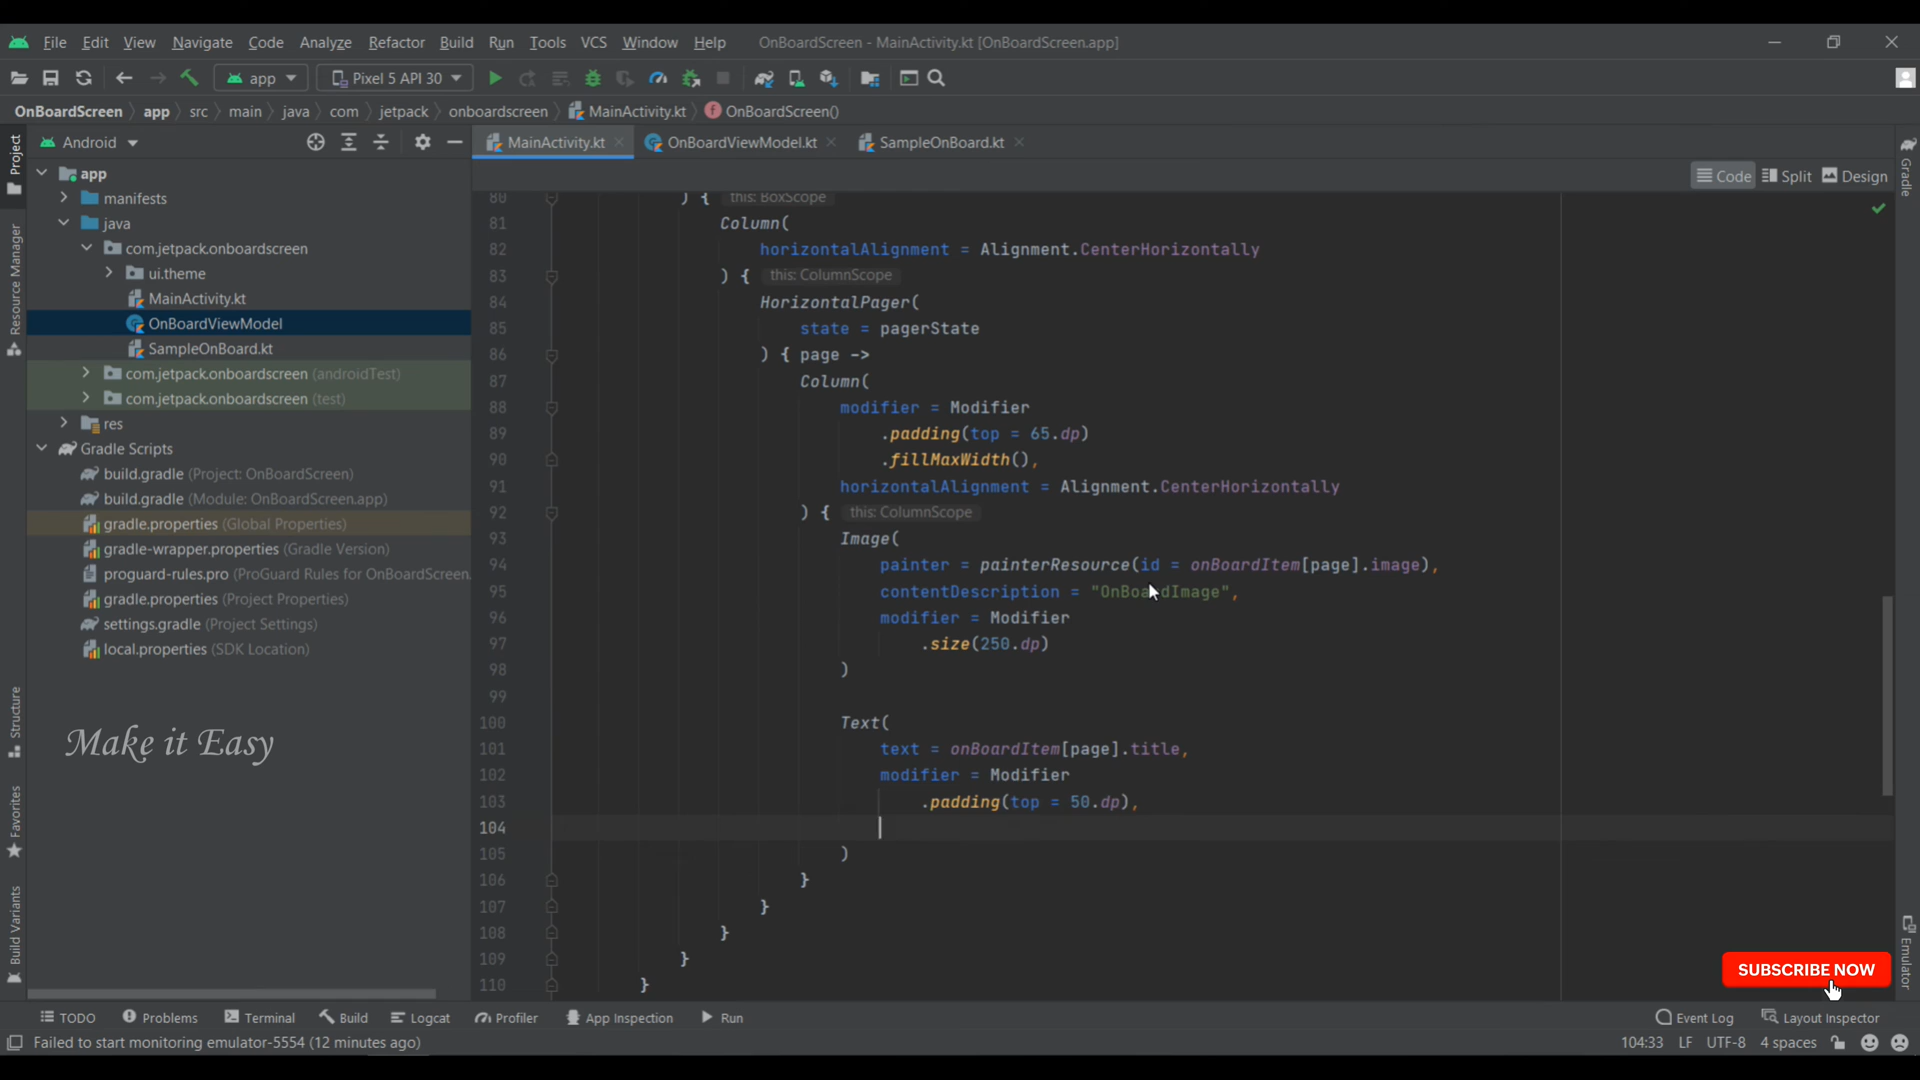 File Edit View Navigate Code Analyze Refactor Build Run Tools VCS Window Help OnBoardScreen - MainActivity.kt [OnBoardScreen.app]
app Pixel 5 API 30
OnBoardScreen app src main java com jetpack onboardscreen MainActivity.kt OnBoardScreen()
Project
Android
MainActivity.kt OnBoardViewModel.kt SampleOnBoard.kt
Gradle
Code Split Design
Resource Manager
app
manifests
java
com.jetpack.onboardscreen
ui.theme
MainActivity.kt
OnBoardViewModel
SampleOnBoard.kt
com.jetpack.onboardscreen (androidTest)
com.jetpack.onboardscreen (test)
res
Gradle Scripts
build.gradle (Project: OnBoardScreen)
build.gradle (Module: OnBoardScreen.app)
gradle.properties (Global Properties)
gradle-wrapper.properties (Gradle Version)
proguard-rules.pro (ProGuard Rules for OnBoardScreen.
gradle.properties (Project Properties)
settings.gradle (Project Settings)
local.properties (SDK Location)
Structure
Make it Easy
Favorites
Build Variants
80 ) { this: BoxScope
81 Column(
82 horizontalAlignment = Alignment.CenterHorizontally
83 ) { this: ColumnScope
84 HorizontalPager(
85 state = pagerState
86 ) { page ->
87 Column(
88 modifier = Modifier
89 .padding(top = 65.dp)
90 .fillMaxWidth(),
91 horizontalAlignment = Alignment.CenterHorizontally
92 ) { this: ColumnScope
93 Image(
94 painter = painterResource(id = onBoardItem[page].image),
95 contentDescription = "OnBoardImage",
96 modifier = Modifier
97 .size(250.dp)
98 )
99
100 Text(
101 text = onBoardItem[page].title,
102 modifier = Modifier
103 .padding(top = 50.dp),
104
105 )
106 }
107 }
108 }
109 }
110 }
Emulator
SUBSCRIBE NOW
TODO Problems Terminal Build Logcat Profiler App Inspection Run Event Log Layout Inspector
Failed to start monitoring emulator-5554 (12 minutes ago) 104:33 LF UTF-8 4 spaces